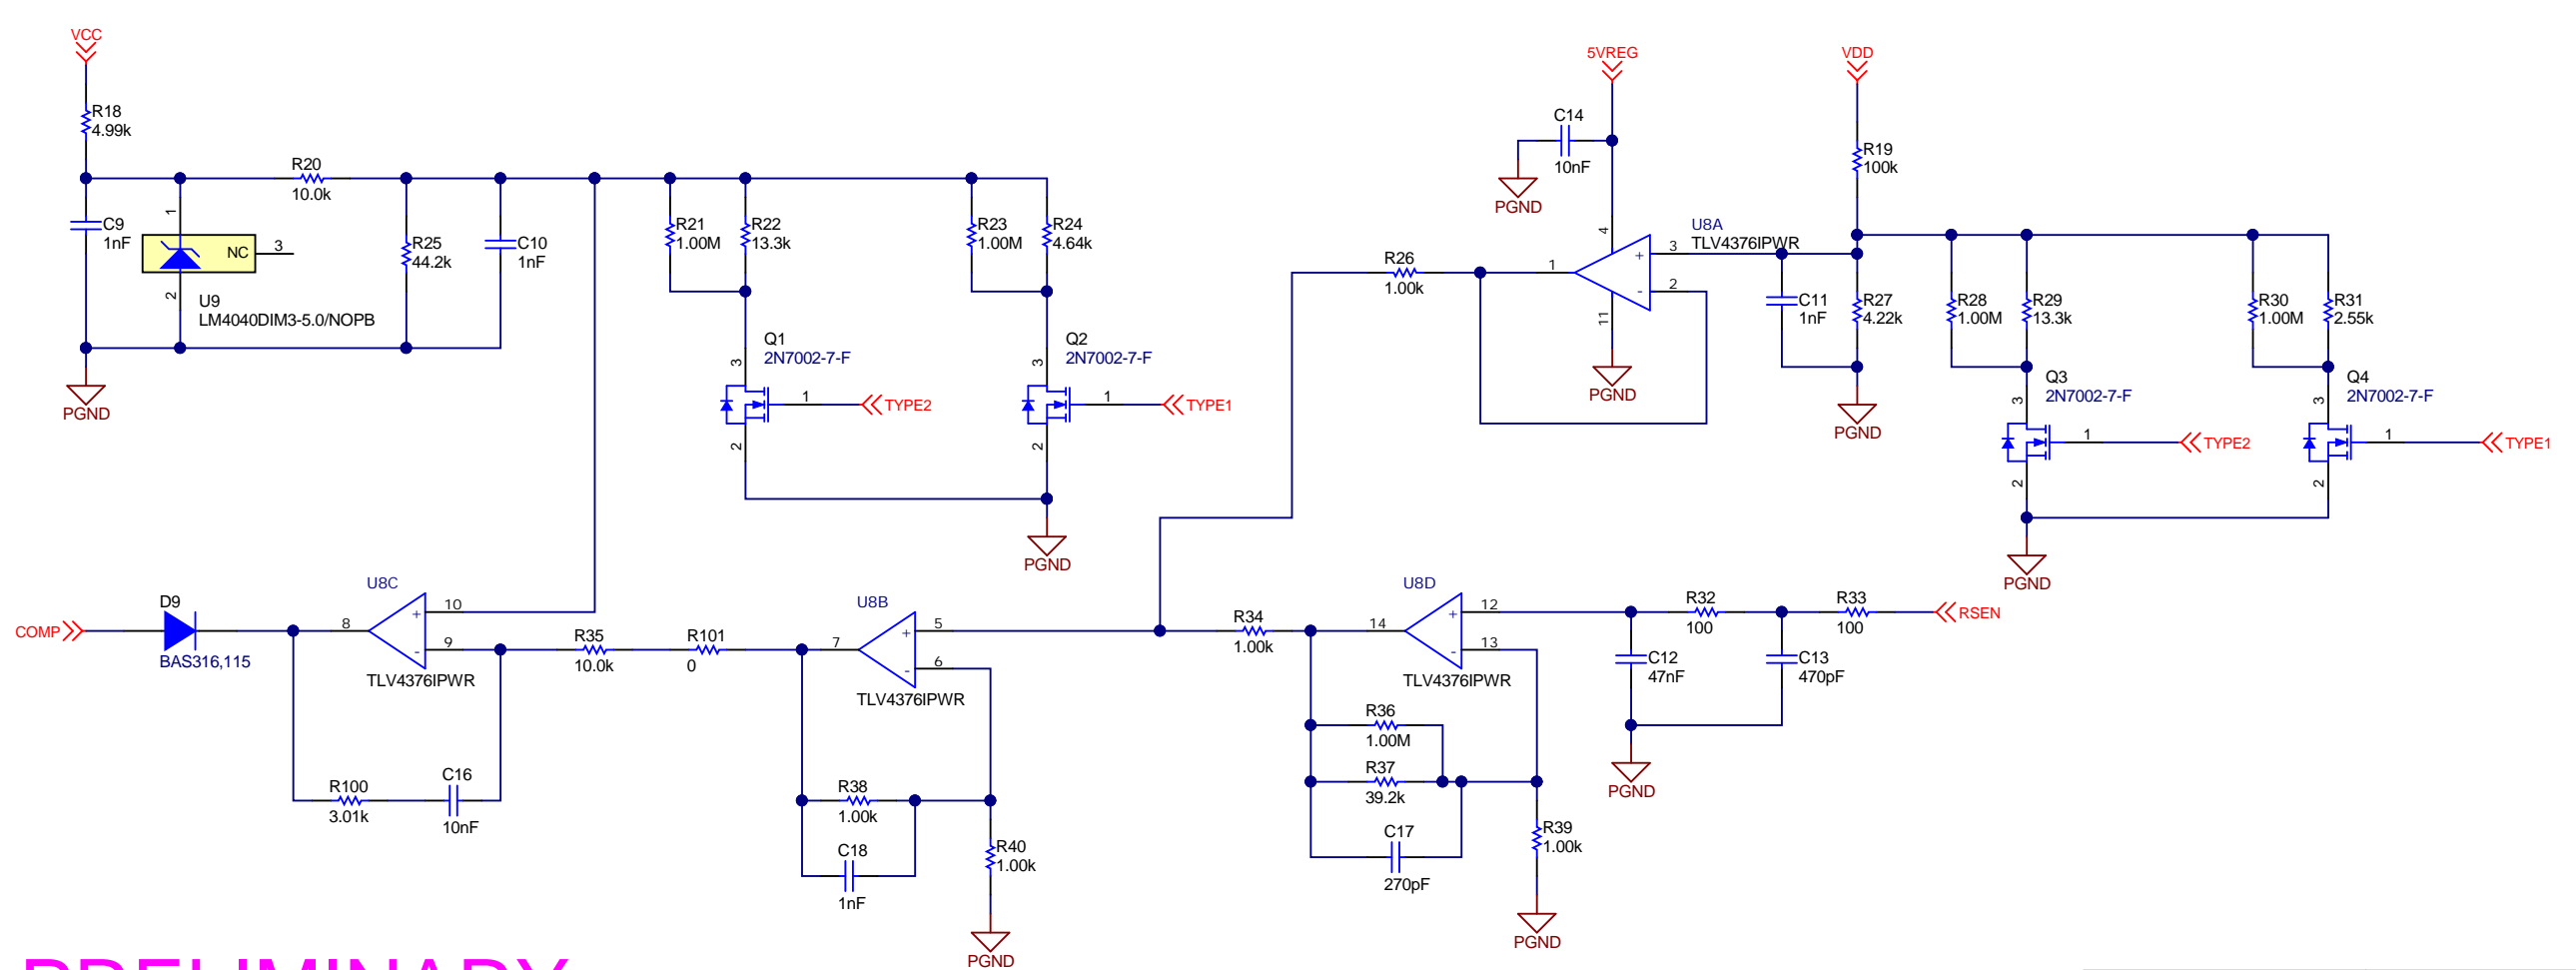 VCC
R18
4.99k
C9
1nF
1
2
NC
3
U9
LM4040DIM3-5.0/NOPB
PGND
R20
10.0k
R25
44.2k
C10
1nF
R21
1.00M
R22
13.3k
R23
1.00M
R24
4.64k
Q1
2N7002-7-F
3
1
2
TYPE2
Q2
2N7002-7-F
3
1
2
TYPE1
PGND
5VREG
C14
10nF
PGND
VDD
R19
100k
U8A
TLV4376IPWR
4
3
2
1
11
PGND
R26
1.00k
C11
1nF
R27
4.22k
PGND
R28
1.00M
R29
13.3k
R30
1.00M
R31
2.55k
Q3
2N7002-7-F
3
1
2
TYPE2
Q4
2N7002-7-F
3
1
2
TYPE1
PGND
COMP
D9
BAS316,115
U8C
8
10
9
TLV4376IPWR
R100
3.01k
C16
10nF
R35
10.0k
R101
0
U8B
7
5
6
TLV4376IPWR
R38
1.00k
C18
1nF
R40
1.00k
PGND
R34
1.00k
U8D
14
12
13
TLV4376IPWR
R36
1.00M
R37
39.2k
C17
270pF
R39
1.00k
PGND
R32
100
R33
100
RSEN
C12
47nF
C13
470pF
PGND
PRELIMINARY